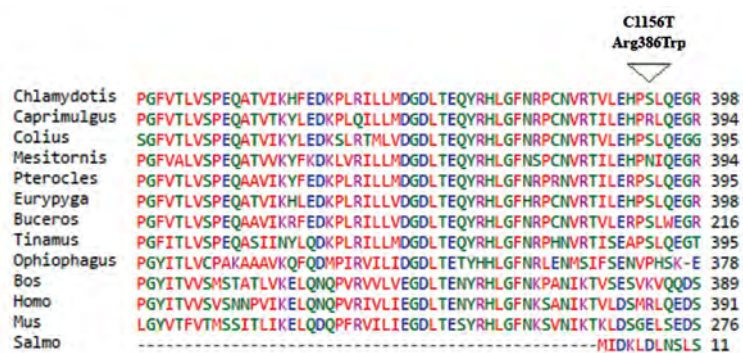 C1156T
Arg386Trp
Chlamydotis PGFVTLVSPEQATVIKHFEDKPLRILLMDGDLTEQYRHLGFNRPCNVRTVLEHPSLQEGR 398
Caprimulgus PGFVTLVSPEQATVTKYLEDKPLQILLMDGDLTEQYRHLGFNRPCNVRTILEHPRLQEGR 394
Colius SGFVTLVSPEQATVIKYLEDKSLRTMLVDGDLTEQYRHLGFNRPCNVRTILEHPSLQEGG 395
Mesitornis PGFVALVSPEQATVVKYFKDKLVRILLMDGDLTEQYRHLGFNSPCNVRTILEHPNIQEGR 394
Pterocles PGFVTLVSPEQAAVIKYFEDKPLRILLMDGDLTEQYRHLGFNRPRNVRTILERPSLQEGR 395
Eurypyga PGFVTLVSPEQATVIKHLEDKPLRILLVDGDLTEQYRHLGFHRPCNVRTILEHPSLQEGR 398
Buceros PGFVTLVSPEQAAVIKRFEDKPLRILLVDGDLTEQYRHLGFNRPCNVRTVLERPSLWEGR 216
Tinamus PGFITLVSPEQASIINYLQDKPLRILLMDGDLTEQYRHLGFNRPHNVRTISEAPSLQEGT 395
Ophiophagus PGYITLVCPAKAAAVKQFQDMPIRVILIDGDLTETYHHLGFNRLENMSIFSENVPHSK-E 378
Bos PGYITVVSMSTATLVKELQNQPVRVVLVEGDLTENYRHLGFNKPANIKTVSESVKVQQDS 389
Homo PGYITVVSVSNNPVIKELQNQPVRIVLIEGDLTENYRHLGFNKSANIKTVLDSMRLQEDS 391
Mus LGYVTFVTMSSITLIKELQDQPFRVILIEGDLTESYRHLGFNKSVNIKTKLDSGELSEDS 276
Salmo -------------------------------------------------MIDKLDLNSLS 11